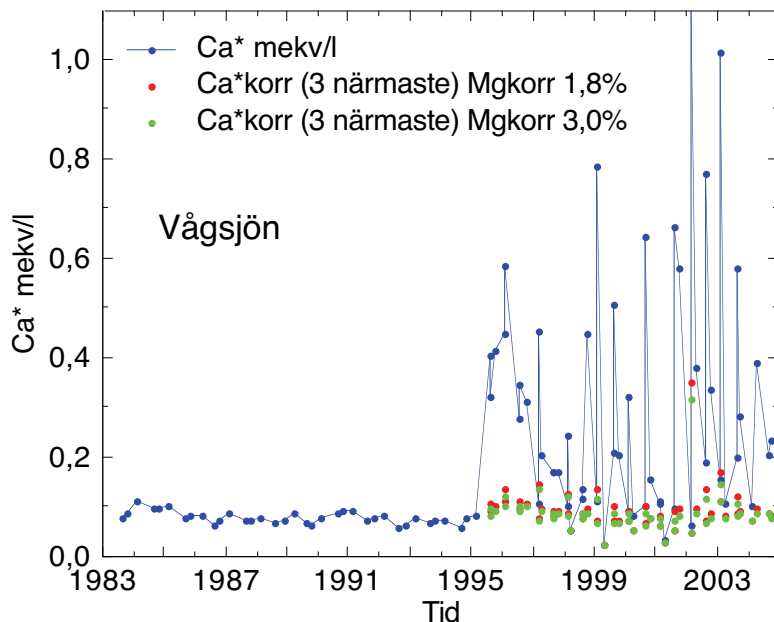 Ca* mekv/l
Ca*korr (3 närmaste) Mgkorr 1,8%
Ca*korr (3 närmaste) Mgkorr 3,0%
Vågsjön
Ca* mekv/l
1,0
0,8
0,6
0,4
0,2
0,0
1983 1987 1991 1995 1999 2003
Tid